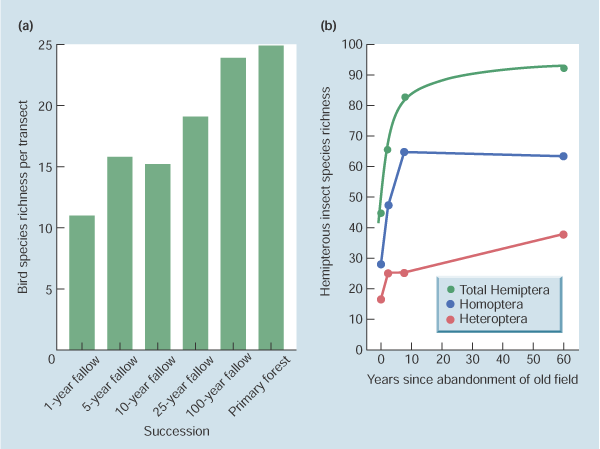 (a)
Bird species richness per transect
25
20
15
10
5
0
1-year fallow
5-year fallow
10-year fallow
25-year fallow
100-year fallow
Primary forest
Succession
(b)
Hemipterous insect species richness
100
90
80
70
60
50
40
30
20
10
0
Total Hemiptera
Homoptera
Heteroptera
0 10 20 30 40 50 60
Years since abandonment of old field